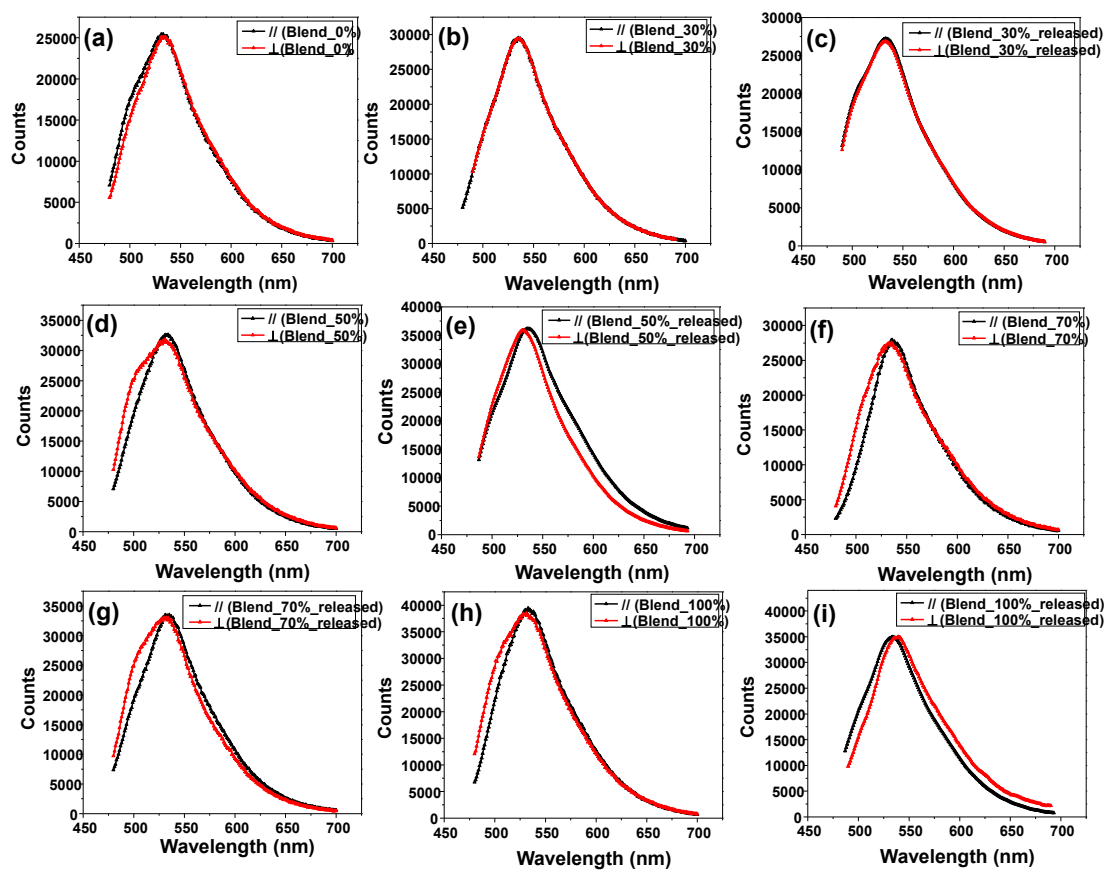 (a)
// (Blend_0%)
⊥(Blend_0%
Counts
25000
20000
15000
10000
5000
0
450 500 550 600 650 700
Wavelength (nm)
(b)
// (Blend_30%)
⊥(Blend_30%)
Counts
30000
25000
20000
15000
10000
5000
0
450 500 550 600 650 700
Wavelength (nm)
(c)
// (Blend_30%_released)
⊥(Blend_30%_released)
Counts
30000
25000
20000
15000
10000
5000
0
450 500 550 600 650 700
Wavelength (nm)
(d)
// (Blend_50%)
⊥(Blend_50%)
Counts
35000
30000
25000
20000
15000
10000
5000
0
450 500 550 600 650 700
Wavelength (nm)
(e)
// (Blend_50%_released)
⊥(Blend_50%_released)
Counts
40000
36000
32000
28000
24000
20000
16000
12000
8000
4000
0
450 500 550 600 650 700
Wavelength (nm)
(f)
// (Blend_70%)
⊥(Blend_70%)
Counts
30000
25000
20000
15000
10000
5000
0
450 500 550 600 650 700
Wavelength (nm)
(g)
// (Blend_70%_released)
⊥(Blend_70%_released)
Counts
35000
30000
25000
20000
15000
10000
5000
0
450 500 550 600 650 700
Wavelength (nm)
(h)
// (Blend_100%)
⊥(Blend_100%)
Counts
40000
35000
30000
25000
20000
15000
10000
5000
0
450 500 550 600 650 700
Wavelength (nm)
(i)
// (Blend_100%_released)
⊥(Blend_100%_released)
Counts
40000
35000
30000
25000
20000
15000
10000
5000
0
450 500 550 600 650 700
Wavelength (nm)